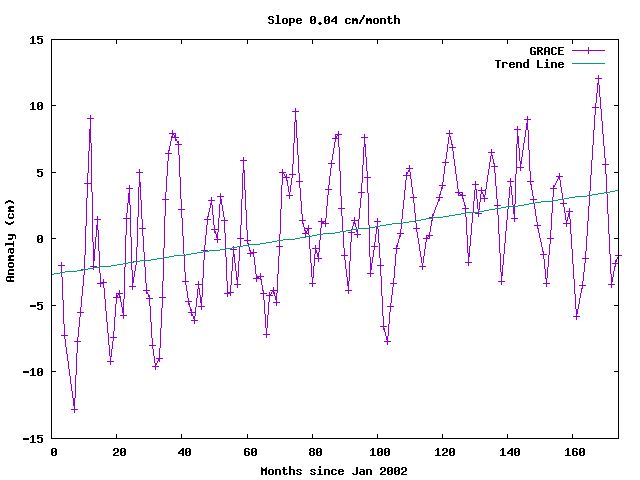 Slope 0.04 cm/month
GRACE
Trend Line
15
10
5
0
-5
-10
-15
Anomaly (cm)
0 20 40 60 80 100 120 140 160
Months since Jan 2002